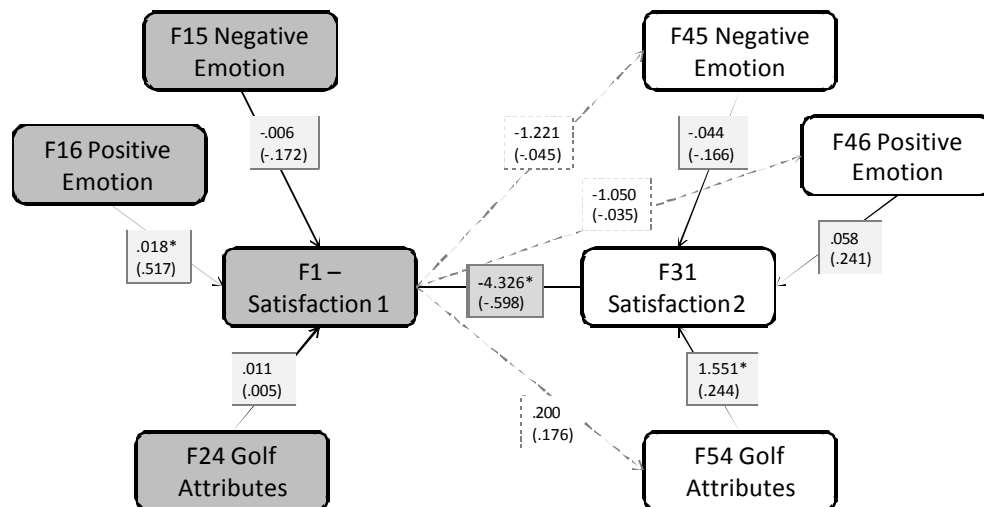 F15 Negative
Emotion
F45 Negative
Emotion
-.006
(-.172)
-1.221
(-.045)
-.044
(-.166)
F16 Positive
Emotion
F46 Positive
Emotion
-1.050
(-.035)
.018*
(.517)
.058
(.241)
F1 –
Satisfaction 1
-4.326*
(-.598)
F31
Satisfaction 2
.011
(.005)
1.551*
(.244)
.200
(.176)
F24 Golf
Attributes
F54 Golf
Attributes